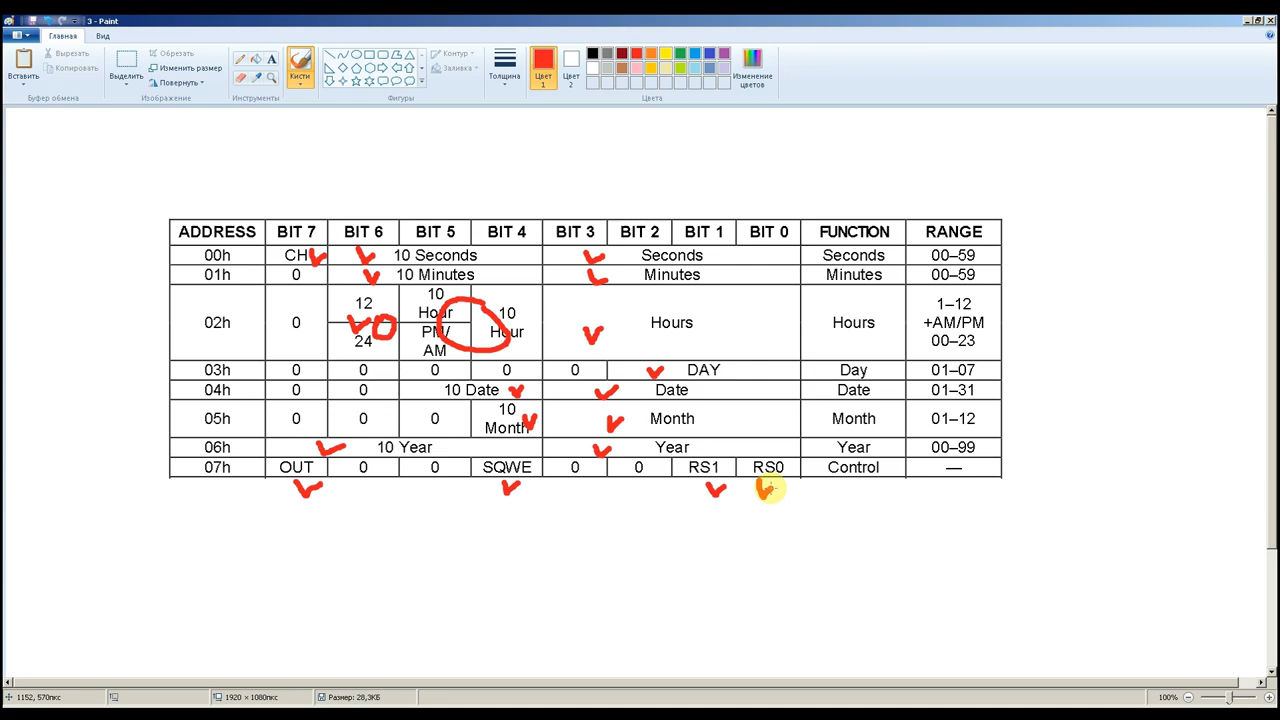 3 - Paint
Главная Вид
Вставить
Вырезать
Копировать
Буфер обмена
Выделить
Обрезать
Изменить размер
Повернуть
Изображение
Инструменты
Кисти
Контур
Заливка
Фигуры
Толщина
Цвет 1
Цвет 2
Изменение цветов
Цвета
ADDRESS BIT 7 BIT 6 BIT 5 BIT 4 BIT 3 BIT 2 BIT 1 BIT 0 FUNCTION RANGE
00h CH 10 Seconds Seconds Seconds 00–59
01h 0 10 Minutes Minutes Minutes 00–59
02h 0 12 24 10 Hour PM/ AM 10 Hour Hours Hours 1–12 +AM/PM 00–23
03h 0 0 0 0 0 DAY Day 01–07
04h 0 0 10 Date Date Date 01–31
05h 0 0 0 10 Month Month Month 01–12
06h 10 Year Year Year 00–99
07h OUT 0 0 SQWE 0 0 RS1 RS0 Control —
1152, 570пкс 1920 × 1080пкс Размер: 28,3КБ 100%